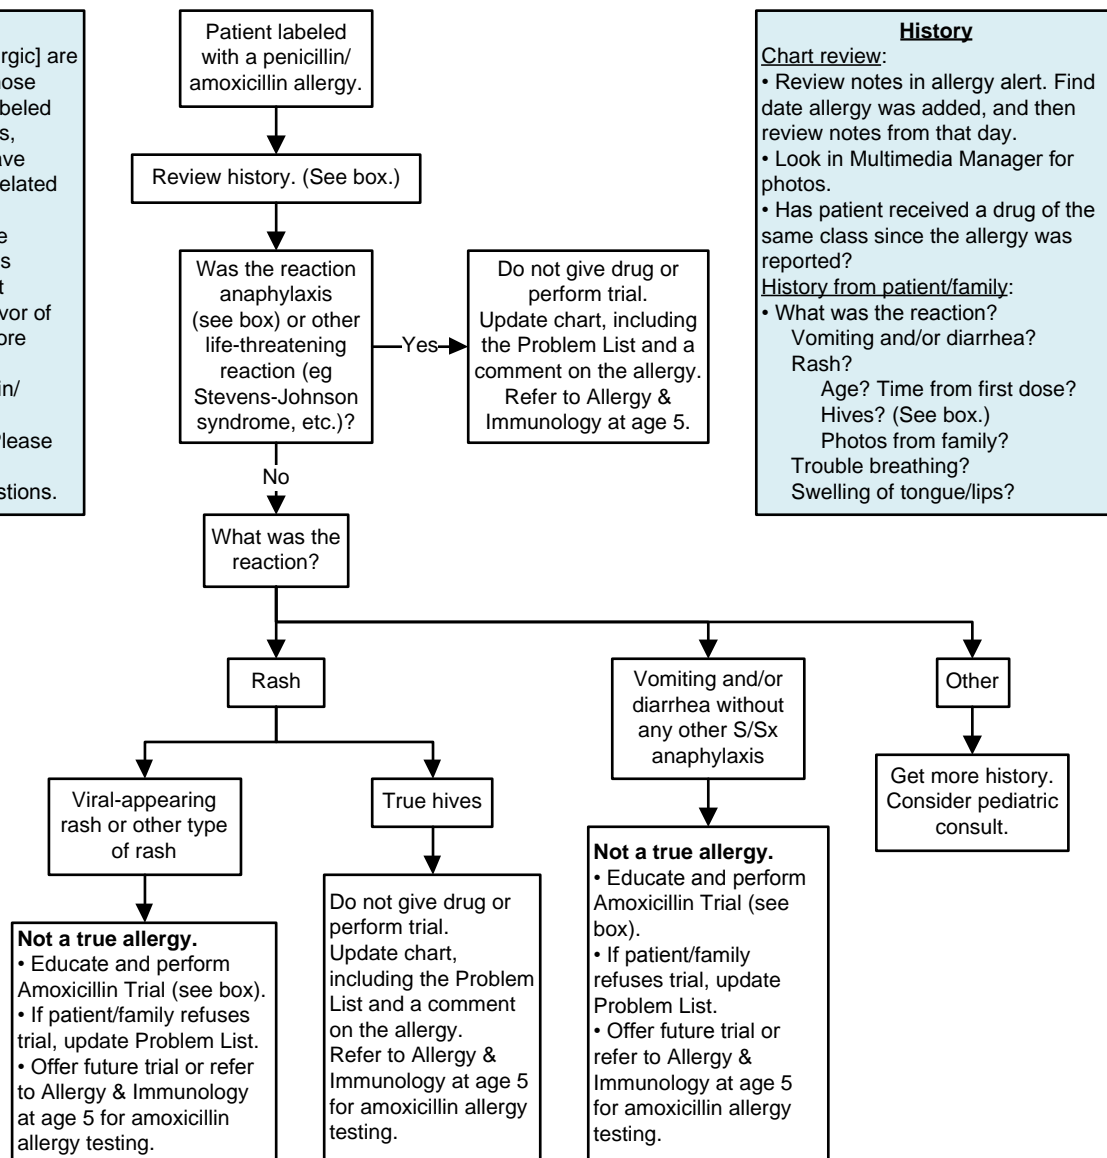 rgic] are
ose
beled
s,
ave
elated
e
s
t
vor of
ore
in/
Please
stions.
Patient labeled
with a penicillin/
amoxicillin allergy.
Review history. (See box.)
Was the reaction
anaphylaxis
(see box) or other
life-threatening
reaction (eg
Stevens-Johnson
syndrome, etc.)?
Yes
Do not give drug or
perform trial.
Update chart, including
the Problem List and a
comment on the allergy.
Refer to Allergy &
Immunology at age 5.
History
Chart review:
• Review notes in allergy alert. Find
date allergy was added, and then
review notes from that day.
• Look in Multimedia Manager for
photos.
• Has patient received a drug of the
same class since the allergy was
reported?
History from patient/family:
• What was the reaction?
Vomiting and/or diarrhea?
Rash?
Age? Time from first dose?
Hives? (See box.)
Photos from family?
Trouble breathing?
Swelling of tongue/lips?
No
What was the
reaction?
Rash
Vomiting and/or
diarrhea without
any other S/Sx
anaphylaxis
Other
Viral-appearing
rash or other type
of rash
True hives
Get more history.
Consider pediatric
consult.
Not a true allergy.
• Educate and perform
Amoxicillin Trial (see box).
• If patient/family refuses
trial, update Problem List.
• Offer future trial or refer
to Allergy & Immunology
at age 5 for amoxicillin
allergy testing.
Do not give drug or
perform trial.
Update chart,
including the Problem
List and a comment
on the allergy.
Refer to Allergy &
Immunology at age 5
for amoxicillin allergy
testing.
Not a true allergy.
• Educate and perform
Amoxicillin Trial (see
box).
• If patient/family
refuses trial, update
Problem List.
• Offer future trial or
refer to Allergy &
Immunology at age 5
for amoxicillin allergy
testing.